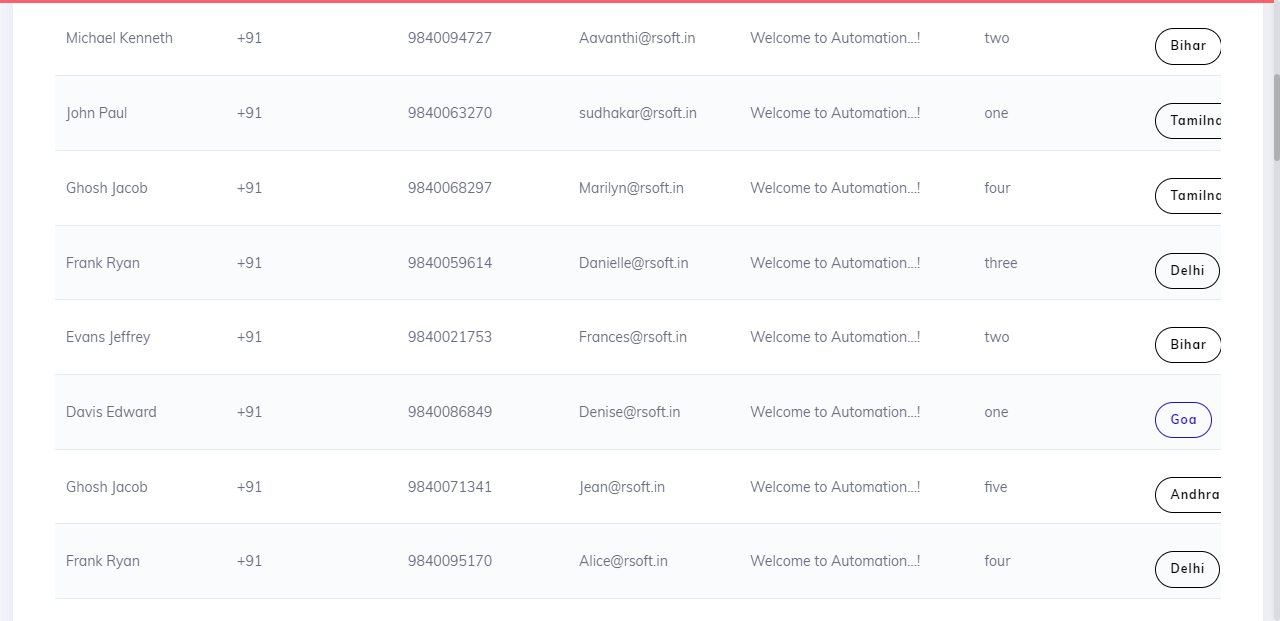 Michael Kenneth +91 9840094727 Aavanthi@rsoft.in Welcome to Automation...! two Bihar
John Paul +91 9840063270 sudhakar@rsoft.in Welcome to Automation...! one
Ghosh Jacob +91 9840068297 Marilyn@rsoft.in Welcome to Automation...! four
Frank Ryan +91 9840059614 Danielle@rsoft.in Welcome to Automation...! three Delhi
Evans Jeffrey +91 9840021753 Frances@rsoft.in Welcome to Automation...! two Bihar
Davis Edward +91 9840086849 Denise@rsoft.in Welcome to Automation...! one Goa
Ghosh Jacob +91 9840071341 Jean@rsoft.in Welcome to Automation...! five Andhra
Frank Ryan +91 9840095170 Alice@rsoft.in Welcome to Automation...! four Delhi